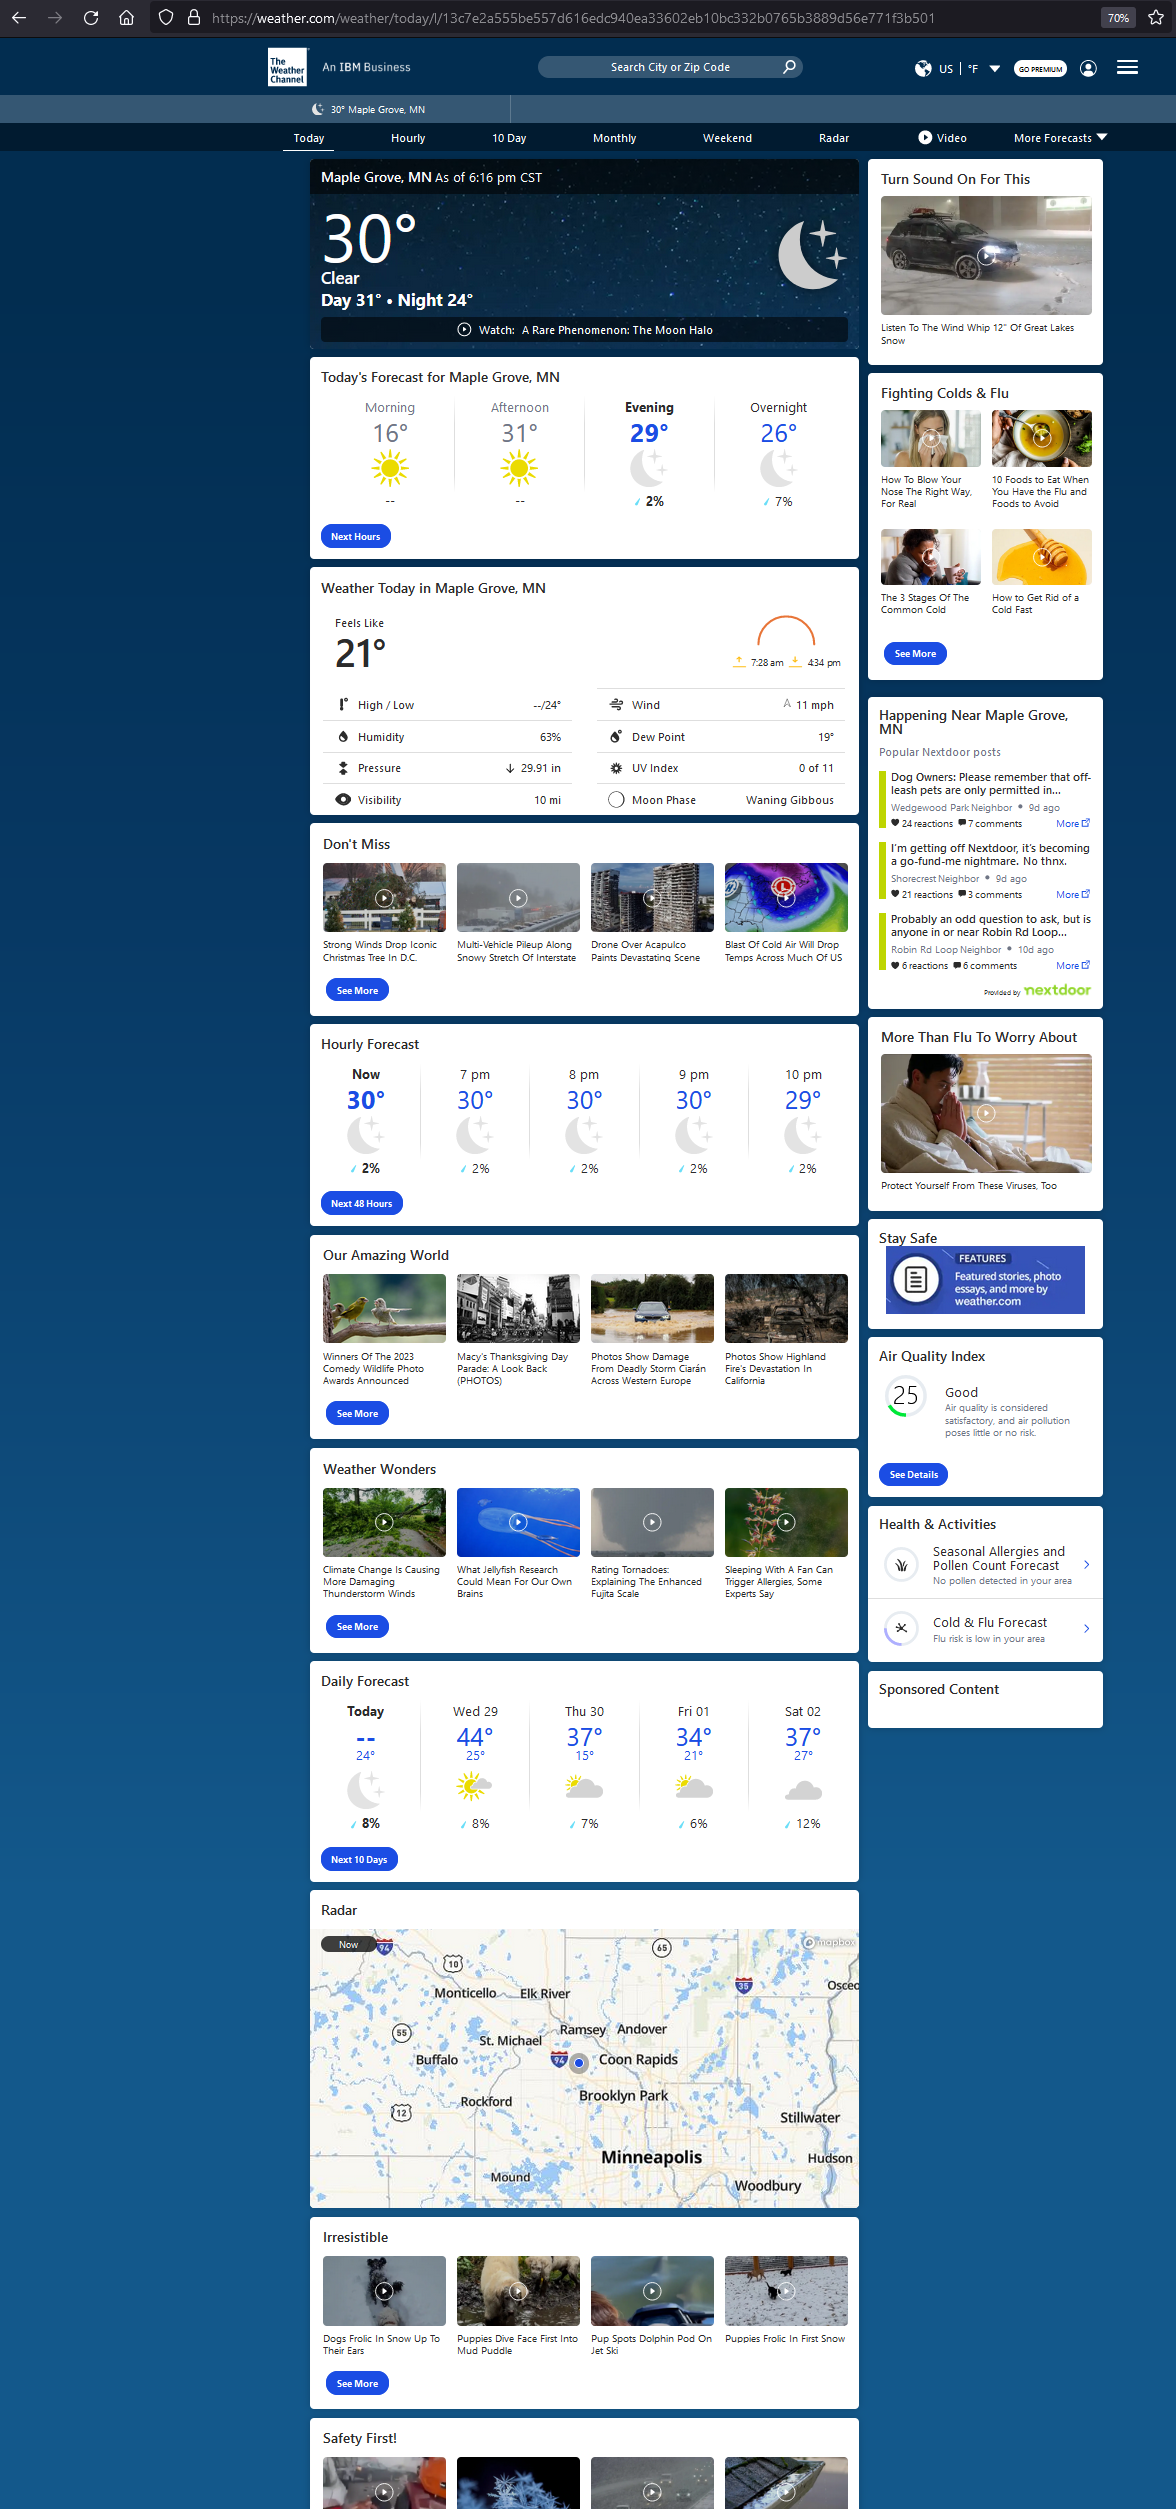 https://weather.com/weather/today/l/13c7e2a555be557d616edc940ea33602eb10bc332b0765b3889d56e771f3b501
70%
The Weather Channel
An IBM Business
Search City or Zip Code
US | °F
GO PREMIUM
30° Maple Grove, MN
Today Hourly 10 Day Monthly Weekend Radar Video More Forecasts
Maple Grove, MN As of 6:16 pm CST
30°
Clear
Day 31° • Night 24°
Watch: A Rare Phenomenon: The Moon Halo
Today's Forecast for Maple Grove, MN
Morning Afternoon Evening Overnight
16° 31° 29° 26°
-- -- 2% 7%
Next Hours
Weather Today in Maple Grove, MN
Feels Like
21°
7:28 am 4:34 pm
High / Low --/24°
Wind 11 mph
Humidity 63%
Dew Point 19°
Pressure 29.91 in
UV Index 0 of 11
Visibility 10 mi
Moon Phase Waning Gibbous
Don't Miss
Strong Winds Drop Iconic
Christmas Tree In D.C.
Multi-Vehicle Pileup Along
Snowy Stretch Of Interstate
Drone Over Acapulco
Paints Devastating Scene
Blast Of Cold Air Will Drop
Temps Across Much Of US
See More
Hourly Forecast
Now 7 pm 8 pm 9 pm 10 pm
30° 30° 30° 30° 29°
2% 2% 2% 2% 2%
Next 48 Hours
Our Amazing World
Winners Of The 2023
Comedy Wildlife Photo
Awards Announced
Macy's Thanksgiving Day
Parade: A Look Back
(PHOTOS)
Photos Show Damage
From Deadly Storm Ciarán
Across Western Europe
Photos Show Highland
Fire's Devastation In
California
See More
Weather Wonders
Climate Change Is Causing
More Damaging
Thunderstorm Winds
What Jellyfish Research
Could Mean For Our Own
Brains
Rating Tornadoes:
Explaining The Enhanced
Fujita Scale
Sleeping With A Fan Can
Trigger Allergies, Some
Experts Say
See More
Daily Forecast
Today Wed 29 Thu 30 Fri 01 Sat 02
-- 44° 37° 34° 37°
24° 25° 15° 21° 27°
8% 8% 7% 6% 12%
Next 10 Days
Radar
Now
94
65
mapbox
10
35
Osceo
Monticello
Elk River
55
Ramsey
Andover
St. Michael
Buffalo
94
Coon Rapids
Rockford
Brooklyn Park
12
Stillwater
Minneapolis
Hudson
Mound
Woodbury
Irresistible
Dogs Frolic In Snow Up To
Their Ears
Puppies Dive Face First Into
Mud Puddle
Pup Spots Dolphin Pod On
Jet Ski
Puppies Frolic In First Snow
See More
Safety First!
Turn Sound On For This
Listen To The Wind Whip 12" Of Great Lakes
Snow
Fighting Colds & Flu
How To Blow Your
Nose The Right Way,
For Real
10 Foods to Eat When
You Have the Flu and
Foods to Avoid
The 3 Stages Of The
Common Cold
How to Get Rid of a
Cold Fast
See More
Happening Near Maple Grove,
MN
Popular Nextdoor posts
Dog Owners: Please remember that off-
leash pets are only permitted in...
Wedgewood Park Neighbor • 9d ago
24 reactions 7 comments More
I'm getting off Nextdoor, it's becoming
a go-fund-me nightmare. No thnx.
Shorecrest Neighbor • 9d ago
21 reactions 3 comments More
Probably an odd question to ask, but is
anyone in or near Robin Rd Loop...
Robin Rd Loop Neighbor • 10d ago
6 reactions 6 comments More
Provided by nextdoor
More Than Flu To Worry About
Protect Yourself From These Viruses, Too
Stay Safe
FEATURES
Featured stories, photo
essays, and more by
weather.com
Air Quality Index
25
Good
Air quality is considered
satisfactory, and air pollution
poses little or no risk.
See Details
Health & Activities
Seasonal Allergies and
Pollen Count Forecast
No pollen detected in your area
Cold & Flu Forecast
Flu risk is low in your area
Sponsored Content